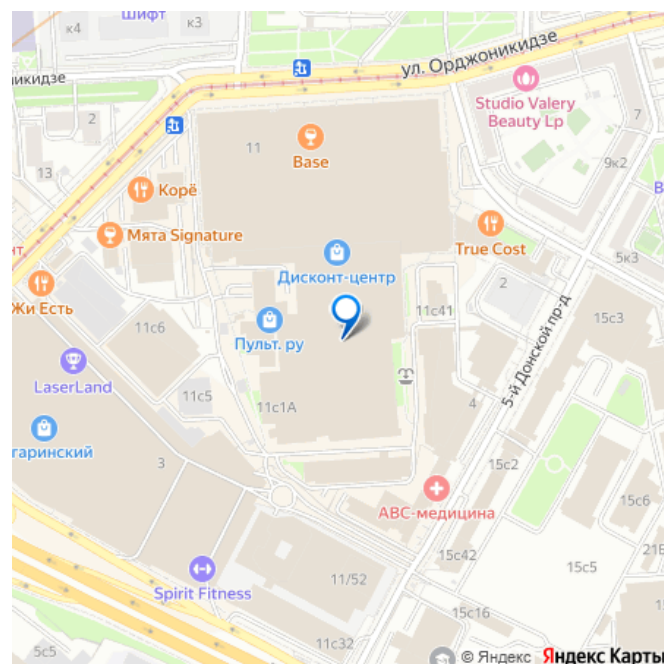 ШИФТ
к4
к3
ул. Орджоникидзе
никидзе
Studio Valery
Beauty Lp
2
11
Base
7
9к2
13
Корё
Мята Signature
True Cost
5к3
Дисконт-центр
2
Жи Есть
11с6
Пульт.ру
11с41
5-й Донской пр-д
15с3
LaserLand
11с5
11с1А
гаринский
4
3
15с2
АВС-медицина
15с6
15с42
21Б
Spirit Fitness
11/52
15с5
15с16
5с5
11с32
© Яндекс Яндекс Карты